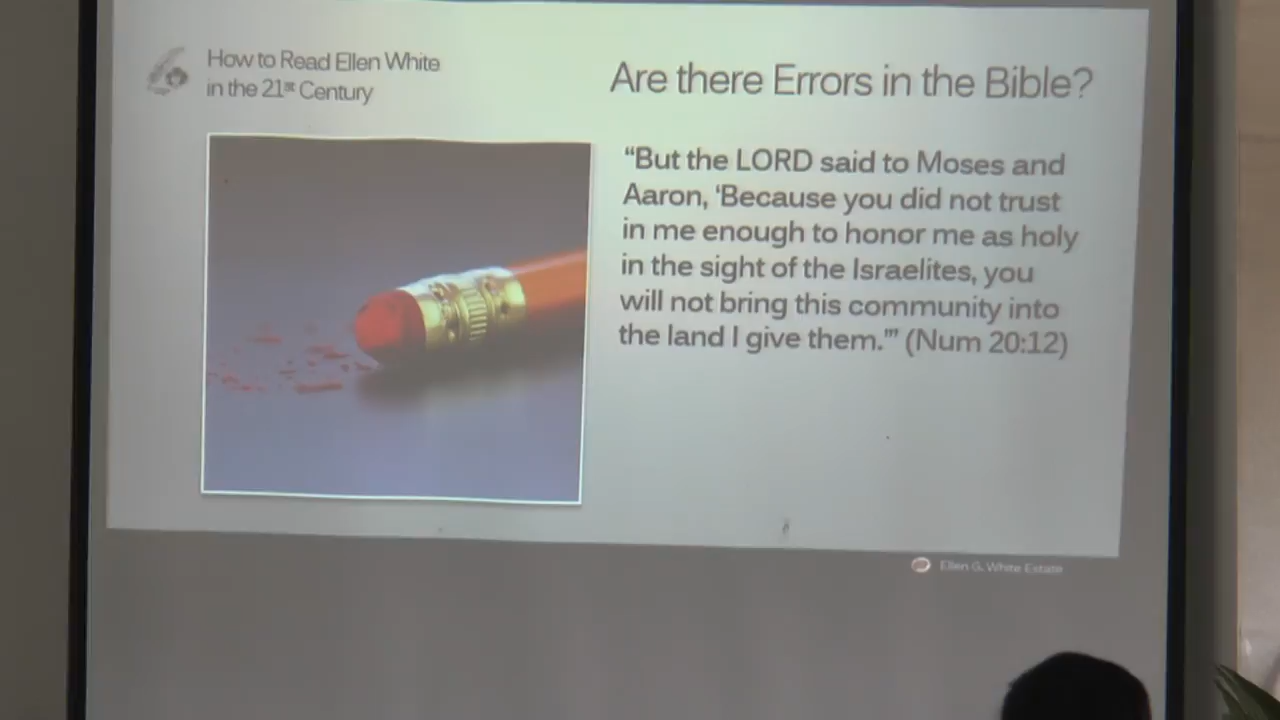 How to Read Ellen White
in the 21st Century
Are there Errors in the Bible?
“But the LORD said to Moses and
Aaron, ‘Because you did not trust
in me enough to honor me as holy
in the sight of the Israelites, you
will not bring this community into
the land I give them.’” (Num 20:12)
Ellen G. White Estate